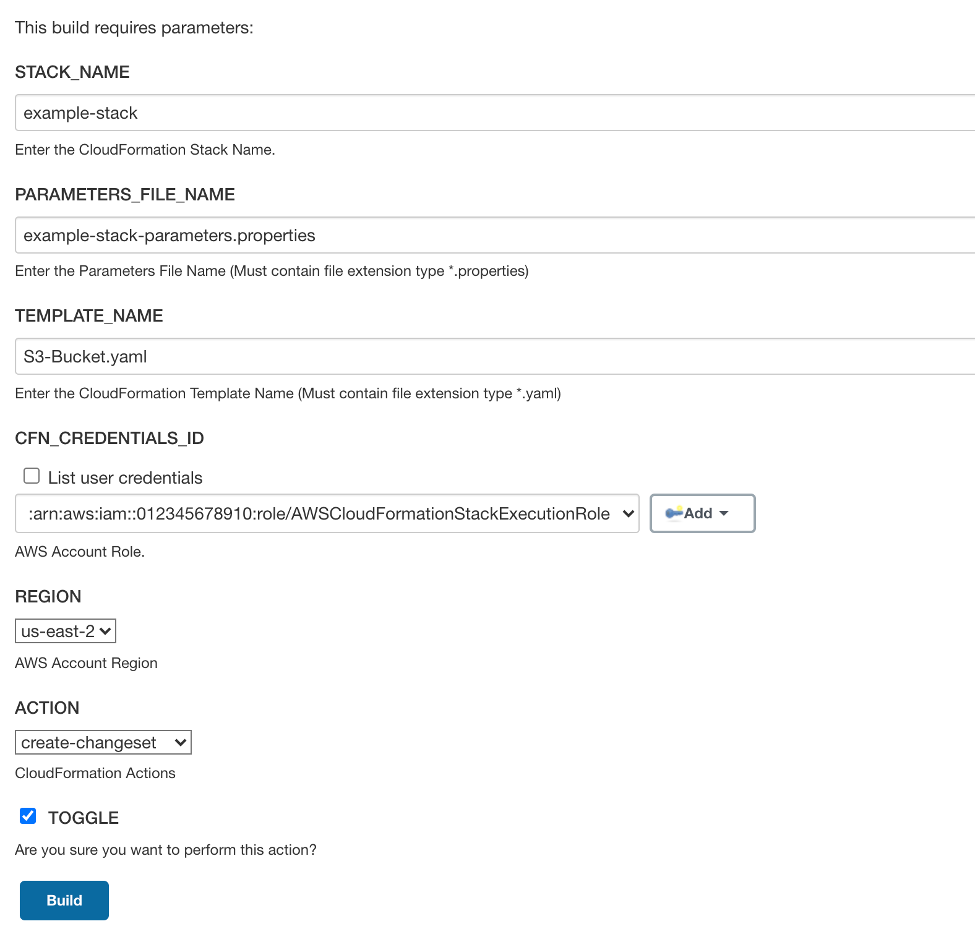 This build requires parameters:
STACK_NAME
example-stack
Enter the CloudFormation Stack Name.
PARAMETERS_FILE_NAME
example-stack-parameters.properties
Enter the Parameters File Name (Must contain file extension type *.properties)
TEMPLATE_NAME
S3-Bucket.yaml
Enter the CloudFormation Template Name (Must contain file extension type *.yaml)
CFN_CREDENTIALS_ID
List user credentials
:arn:aws:iam::012345678910:role/AWSCloudFormationStackExecutionRole Add
AWS Account Role.
REGION
us-east-2
AWS Account Region
ACTION
create-changeset
CloudFormation Actions
TOGGLE
Are you sure you want to perform this action?
Build